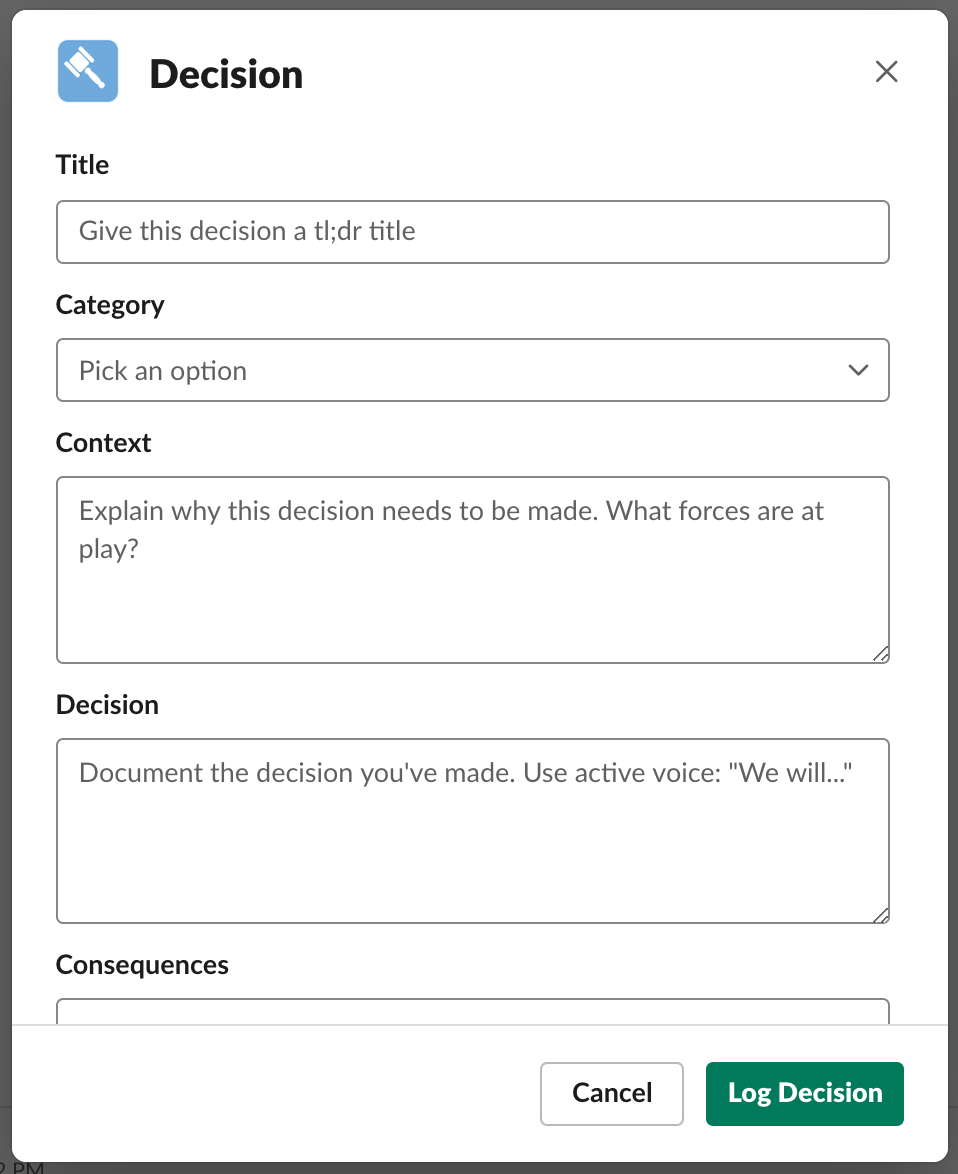 Decision
Title
Give this decision a tl;dr title
Category
Pick an option
Context
Explain why this decision needs to be made. What forces are at
play?
Decision
Document the decision you've made. Use active voice: "We will..."
Consequences
Cancel
Log Decision
PM